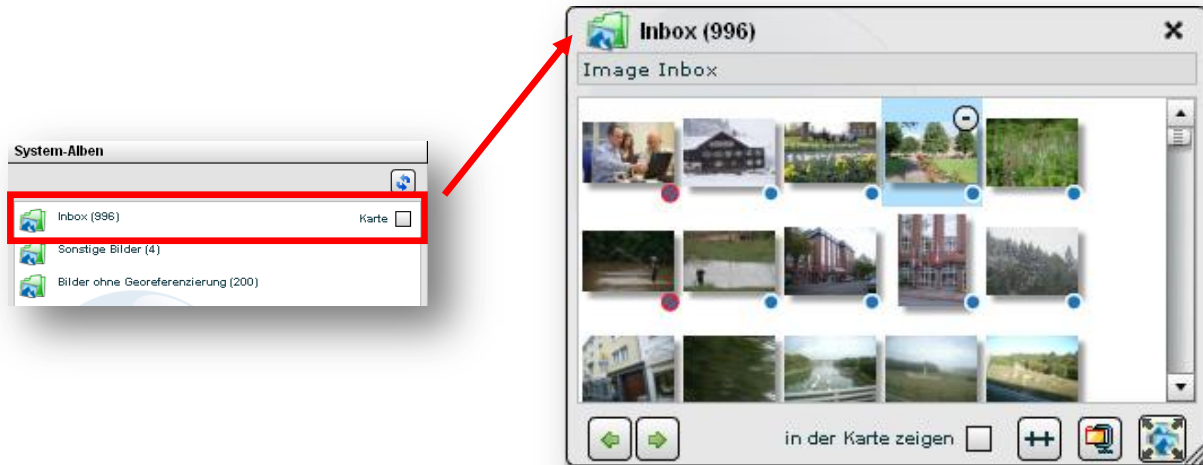 System-Alben
Inbox (996)
Karte
Sonstige Bilder (4)
Bilder ohne Georeferenzierung (200)
Inbox (996)
Image Inbox
in der Karte zeigen